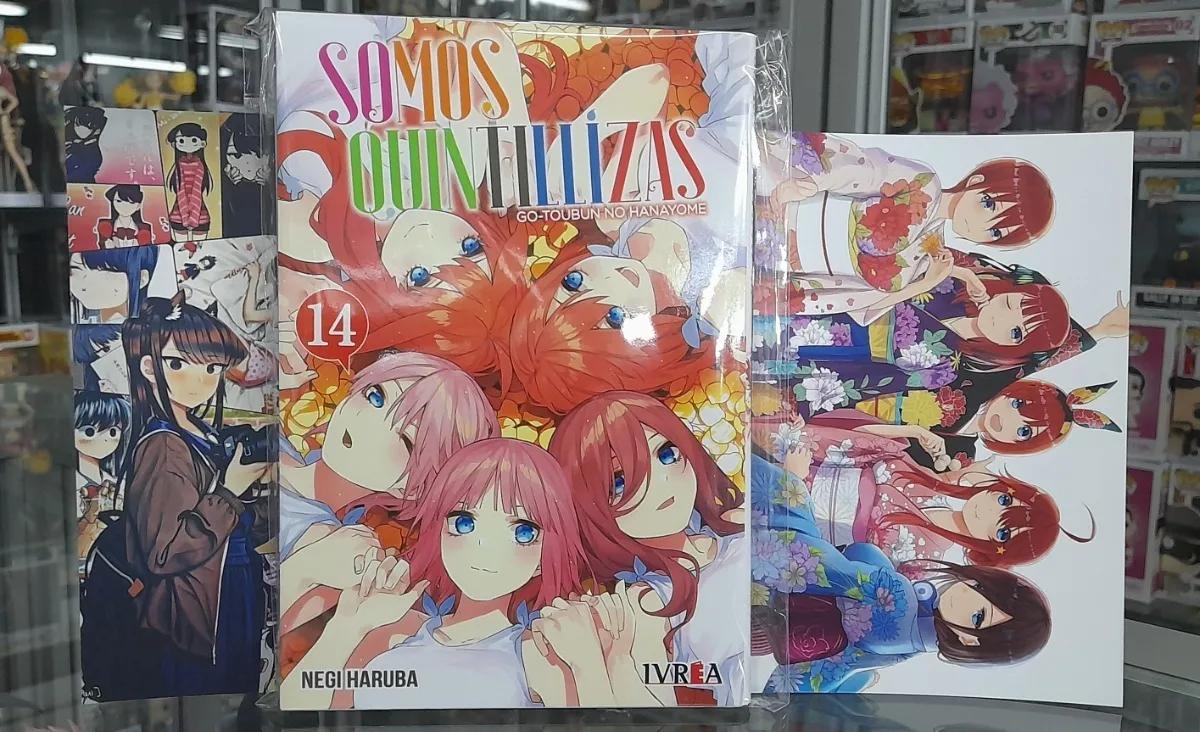 SOMOS
QUINTILLIZAS
GO-TOUBUN NO HANAYOME
14
NEGI HARUBA
IVREA